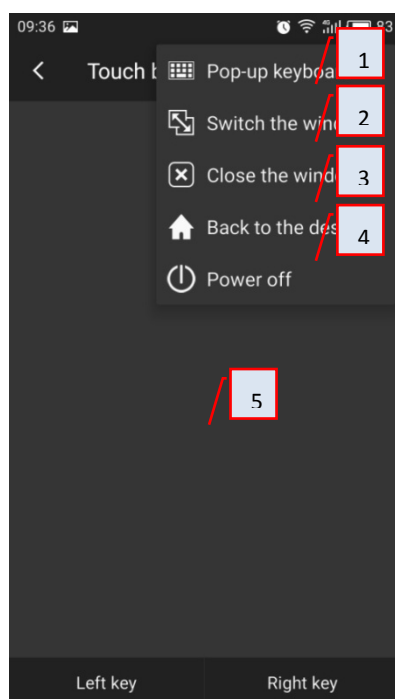 09:36 83
Touch
Pop-up keyboa
1
Switch the win
2
Close the wind
3
Back to the des
4
Power off
5
Left key Right key